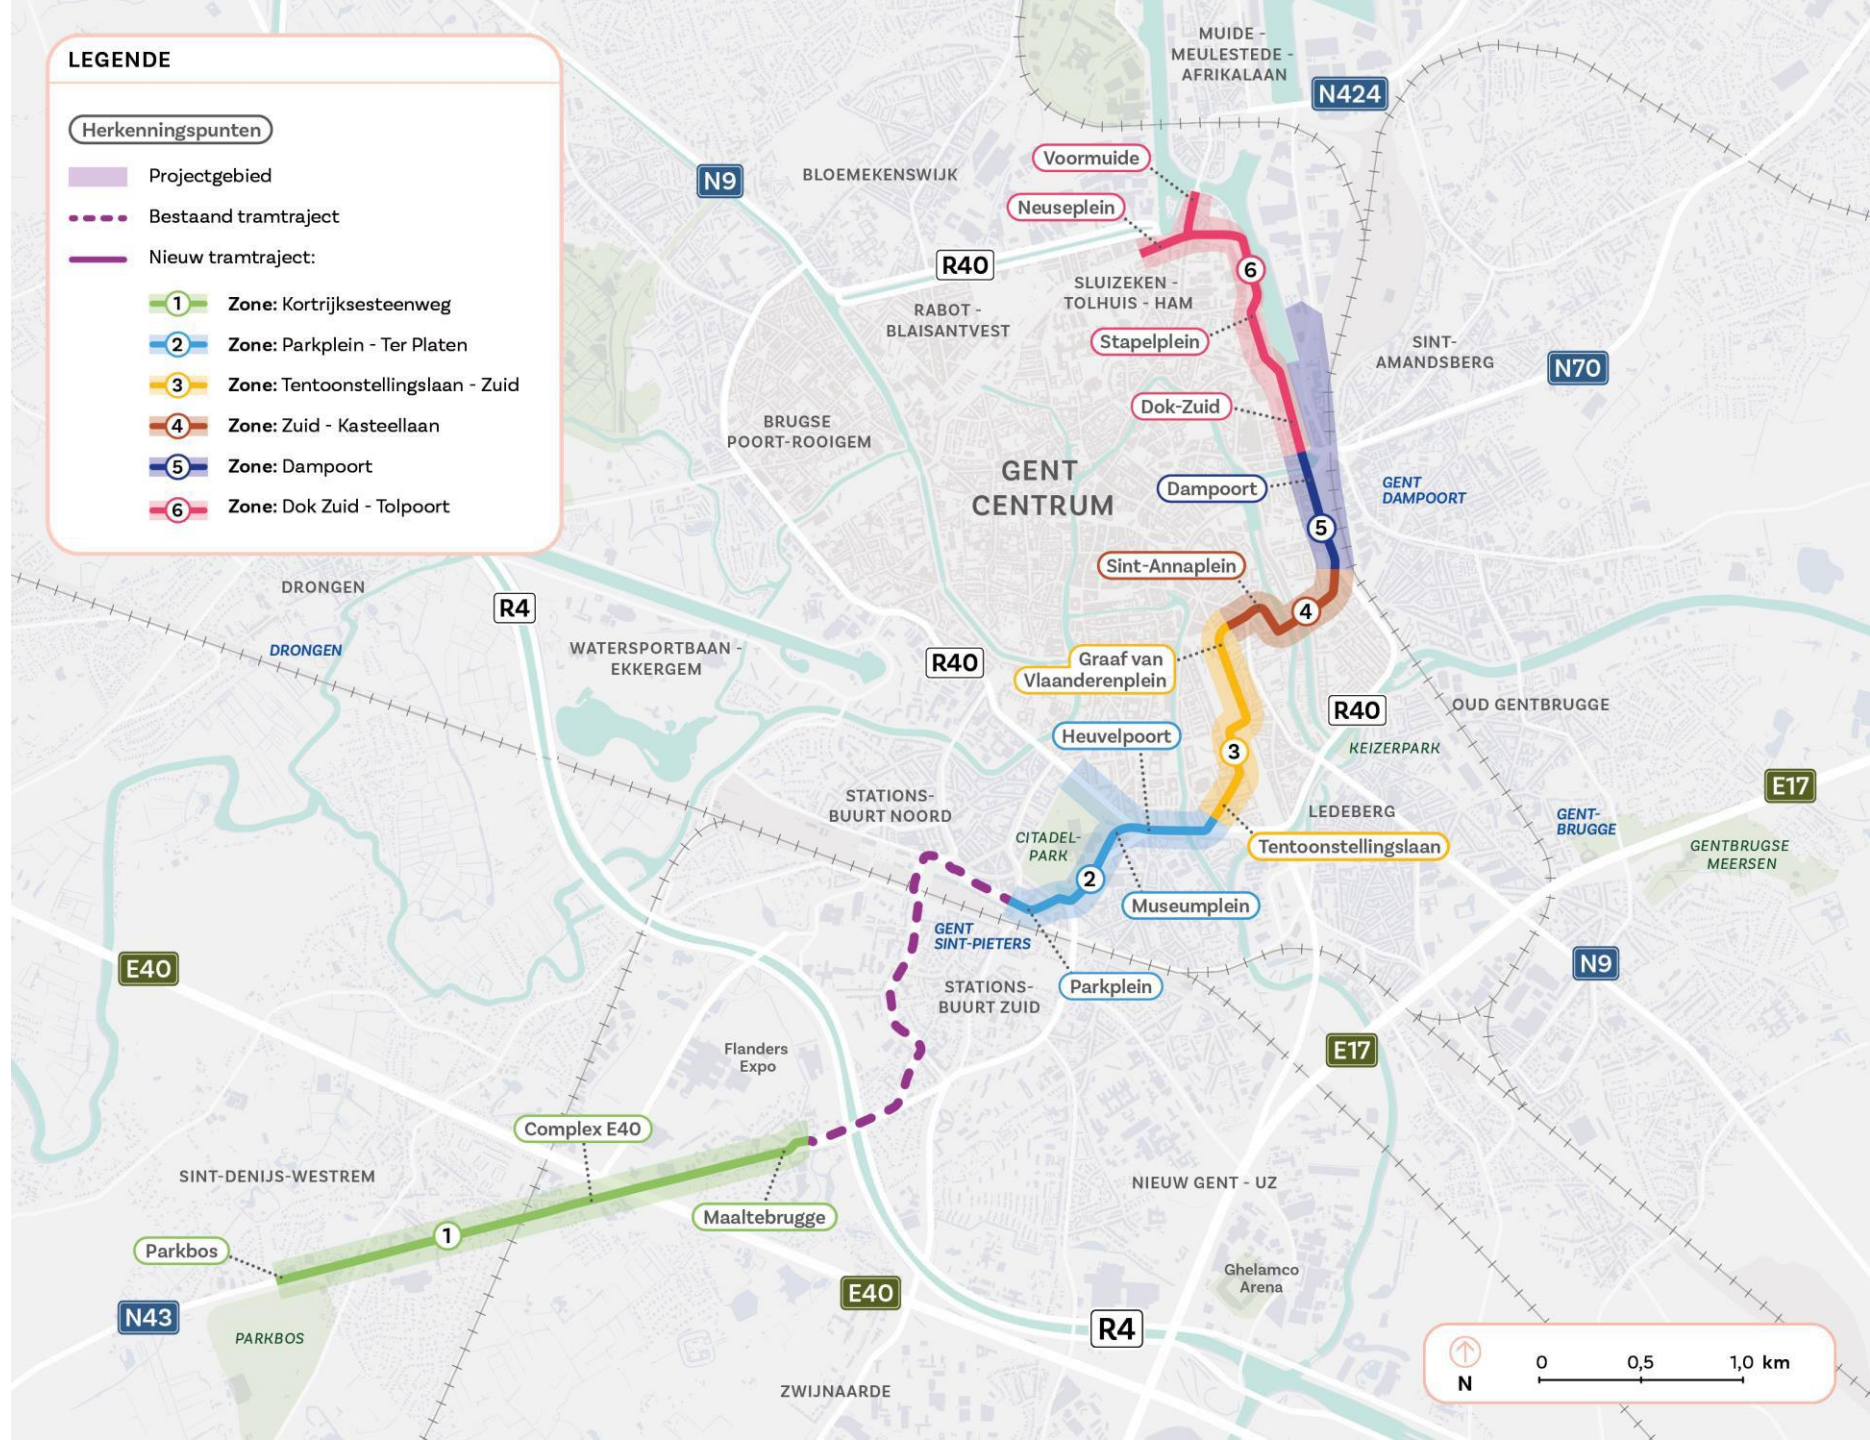 LEGENDE
Herkenningspunten
Projectgebied
Bestaand tramtraject
Nieuw tramtraject:
1 Zone: Kortrijksesteenweg
2 Zone: Parkplein - Ter Platen
3 Zone: Tentoonstellingslaan - Zuid
4 Zone: Zuid - Kasteellaan
5 Zone: Dampoort
6 Zone: Dok Zuid - Tolpoort
MUIDE -
MEULESTEDE -
AFRIKALAAN
N424
Voormuide
BLOEMEKENSWIJK
N9
Neuseplein
R40
6
SLUIZEKEN -
TOLHUIS - HAM
RABOT -
BLAISANTVEST
Stapelplein
SINT-
AMANDSBERG
N70
Dok-Zuid
BRUGSE
POORT-ROOIGEM
GENT
CENTRUM
Dampoort
GENT
DAMPOORT
5
Sint-Annaplein
DRONGEN
R4
4
DRONGEN
WATERSPORTBAAN -
EKKERGEM
R40
Graaf van
Vlaanderenplein
R40
OUD GENTBRUGGE
Heuvelpoort
KEIZERPARK
3
E17
STATIONS-
BUURT NOORD
LEDEBERG
GENT-
BRUGGE
CITADEL-
PARK
Tentoonstellingslaan
GENTBRUGSE
MEERSEN
2
Museumplein
GENT
SINT-PIETERS
E40
N9
STATIONS-
BUURT ZUID
Parkplein
Flanders
Expo
E17
Complex E40
SINT-DENIJS-WESTREM
NIEUW GENT - UZ
Maaltebrugge
1
Parkbos
Ghelamco
Arena
E40
N43
PARKBOS
R4
ZWIJNAARDE
N
0 0,5 1,0 km